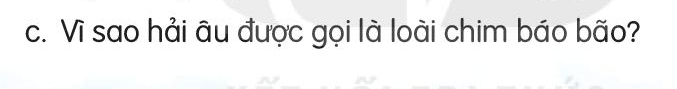 c. Vì sao hải âu được gọi là loài chim báo bão?